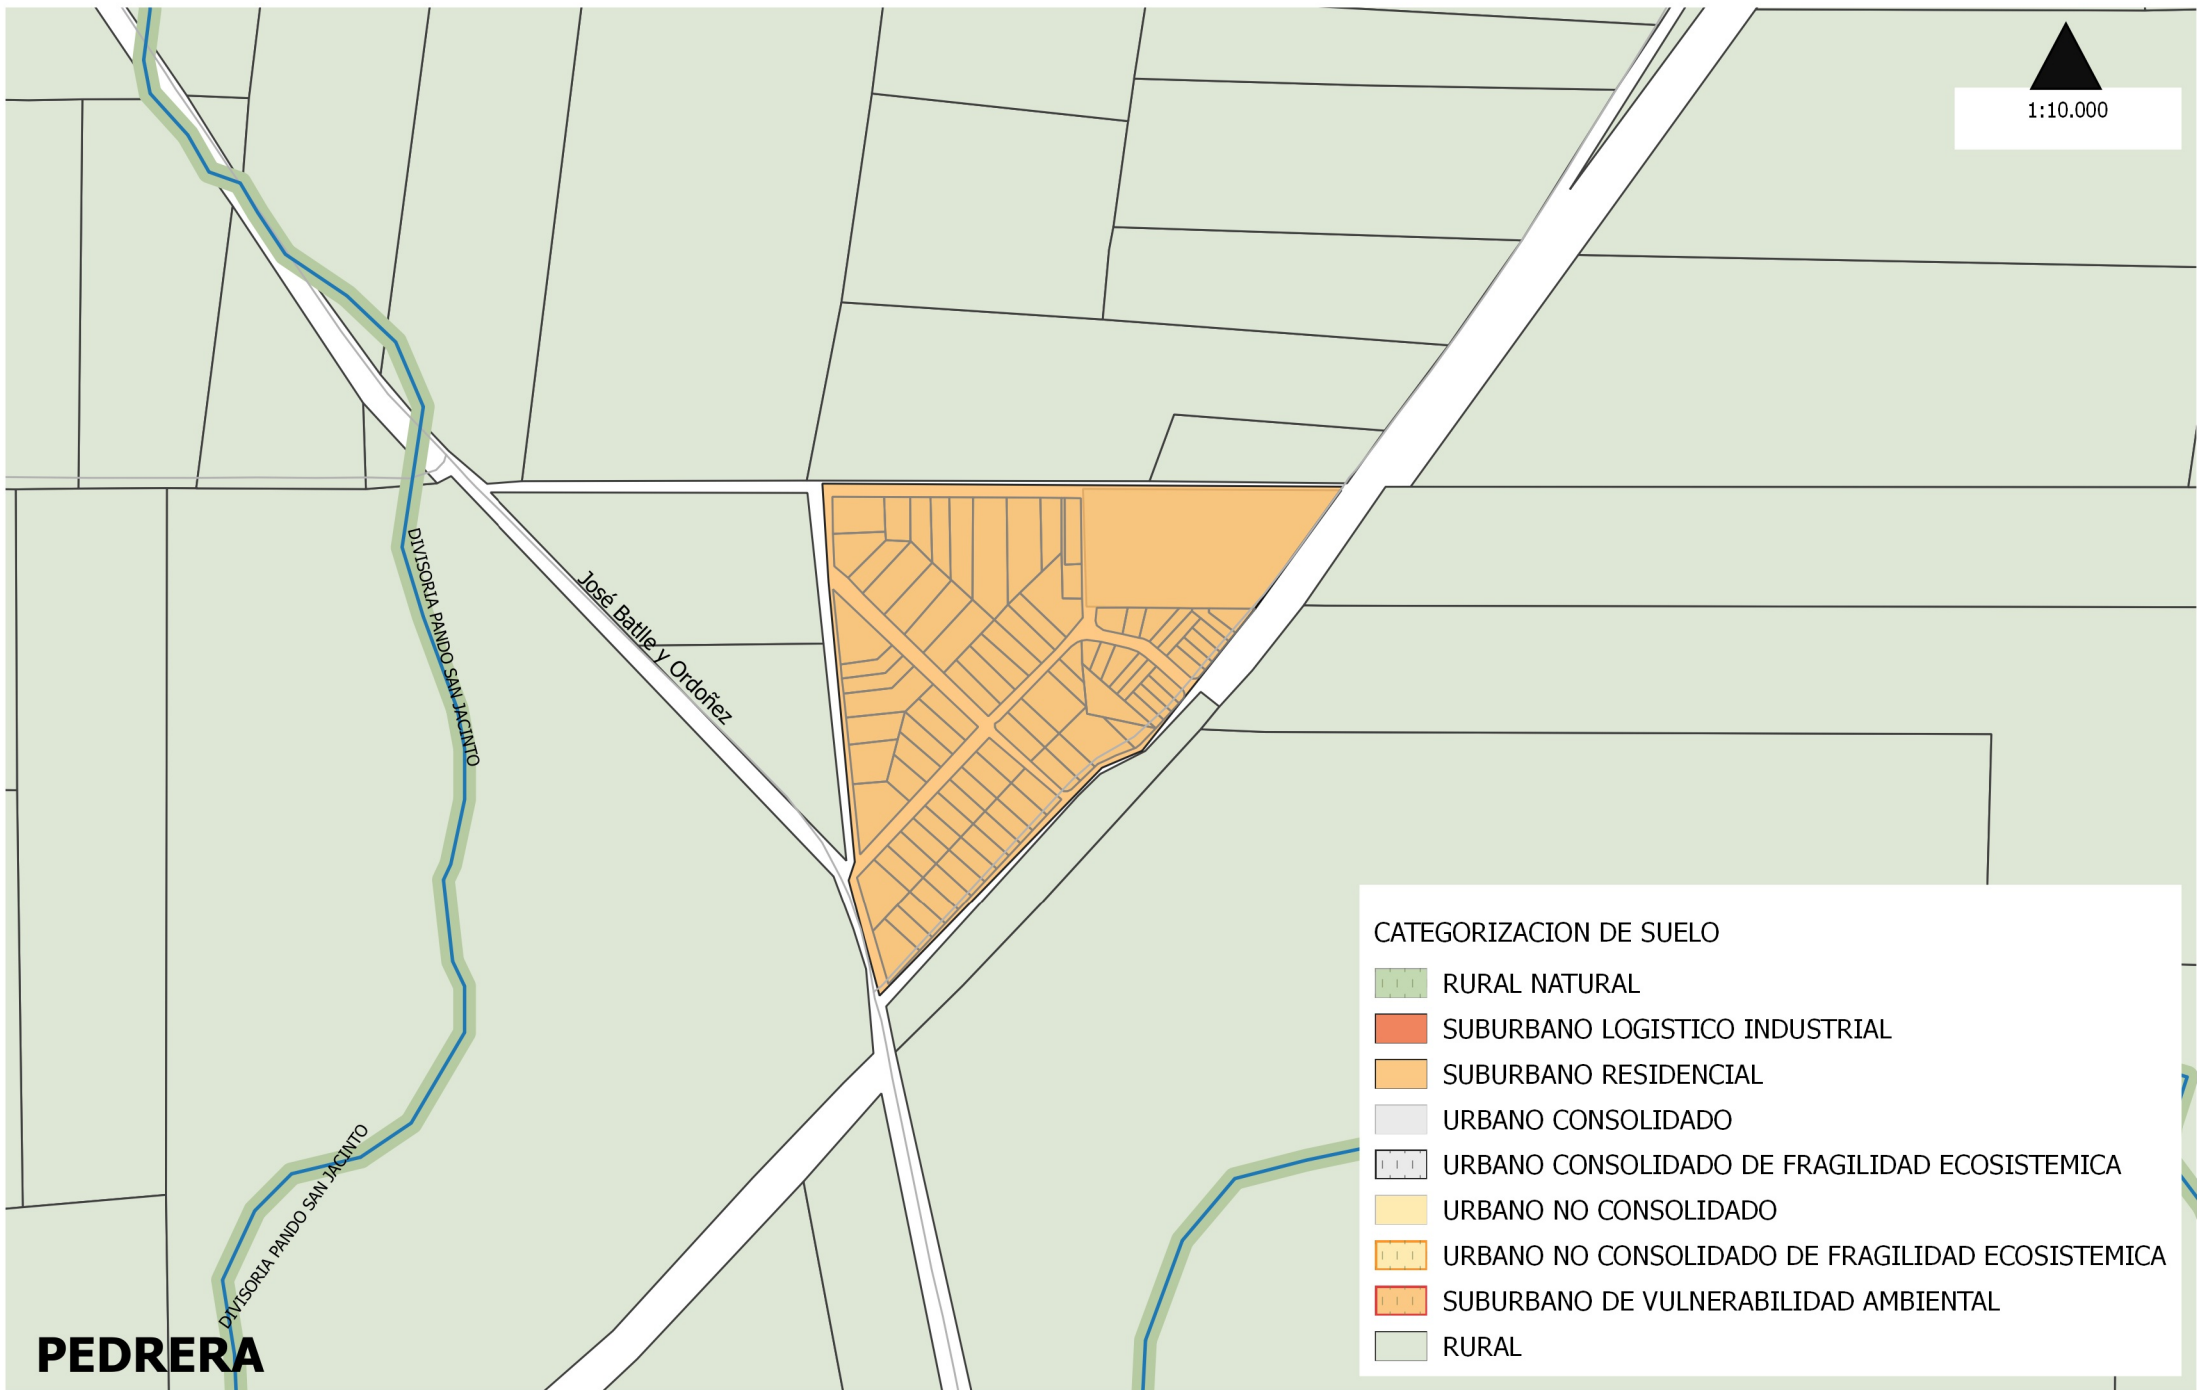 1:10.000
José Batlle y Ordoñez
DIVISORIA PANDO SAN JACINTO
DIVISORIA PANDO SAN JACINTO
PEDRERA
CATEGORIZACION DE SUELO
RURAL NATURAL
SUBURBANO LOGISTICO INDUSTRIAL
SUBURBANO RESIDENCIAL
URBANO CONSOLIDADO
URBANO CONSOLIDADO DE FRAGILIDAD ECOSISTEMICA
URBANO NO CONSOLIDADO
URBANO NO CONSOLIDADO DE FRAGILIDAD ECOSISTEMICA
SUBURBANO DE VULNERABILIDAD AMBIENTAL
RURAL